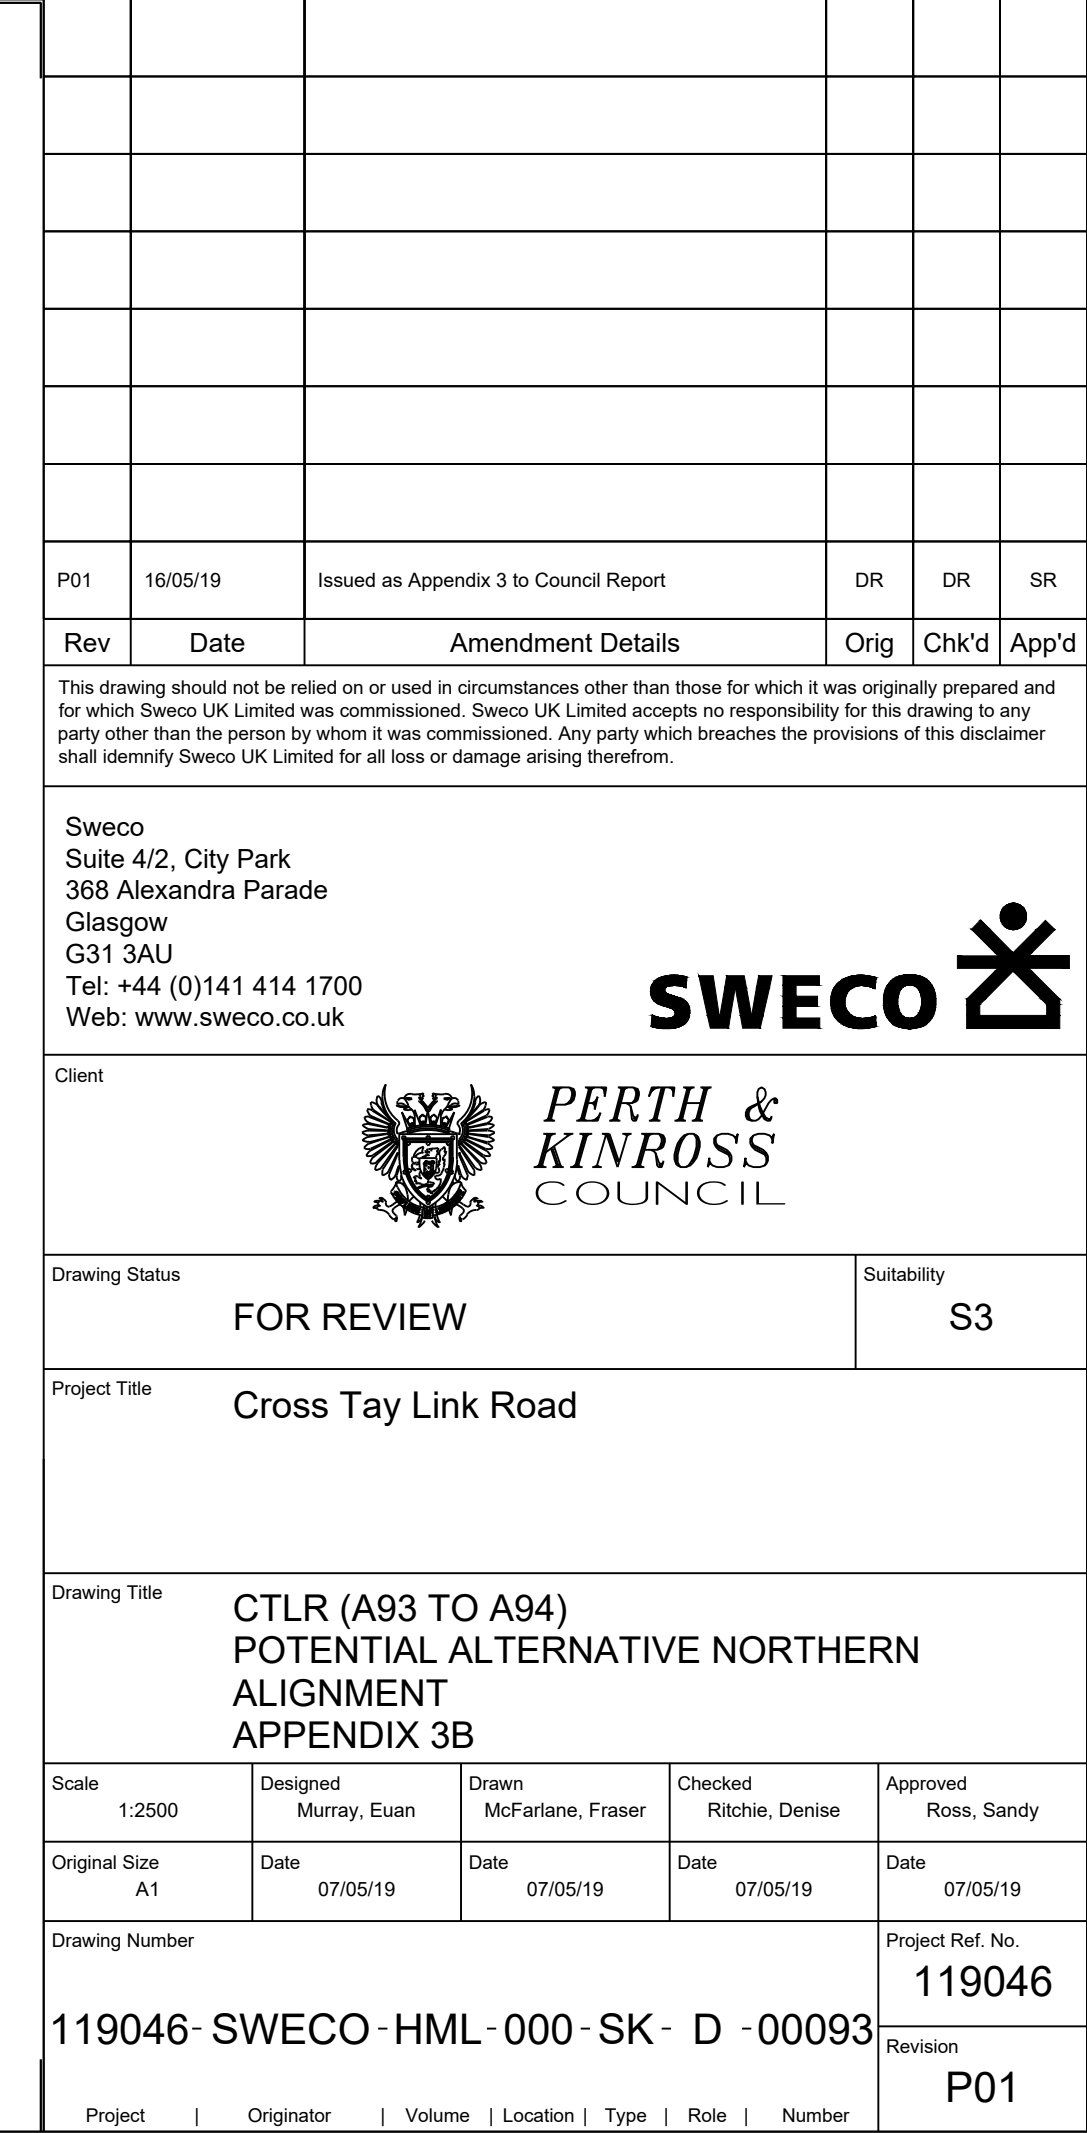 P01 16/05/19 Issued as Appendix 3 to Council Report DR DR SR
Rev Date Amendment Details Orig Chk'd App'd
This drawing should not be relied on or used in circumstances other than those for which it was originally prepared and
for which Sweco UK Limited was commissioned. Sweco UK Limited accepts no responsibility for this drawing to any
party other than the person by whom it was commissioned. Any party which breaches the provisions of this disclaimer
shall idemnify Sweco UK Limited for all loss or damage arising therefrom.
Sweco
Suite 4/2, City Park
368 Alexandra Parade
Glasgow
G31 3AU
Tel: +44 (0)141 414 1700
Web: www.sweco.co.uk
SWECO
Client
PERTH &
KINROSS
COUNCIL
Drawing Status Suitability
FOR REVIEW S3
Project Title
Cross Tay Link Road
Drawing Title
CTLR (A93 TO A94)
POTENTIAL ALTERNATIVE NORTHERN
ALIGNMENT
APPENDIX 3B
Scale Designed Drawn Checked Approved
1:2500 Murray, Euan McFarlane, Fraser Ritchie, Denise Ross, Sandy
Original Size Date Date Date Date
A1 07/05/19 07/05/19 07/05/19 07/05/19
Drawing Number Project Ref. No.
119046
119046- SWECO -HML- 000 - SK - D -00093
Revision
P01
Project | Originator | Volume | Location | Type | Role | Number